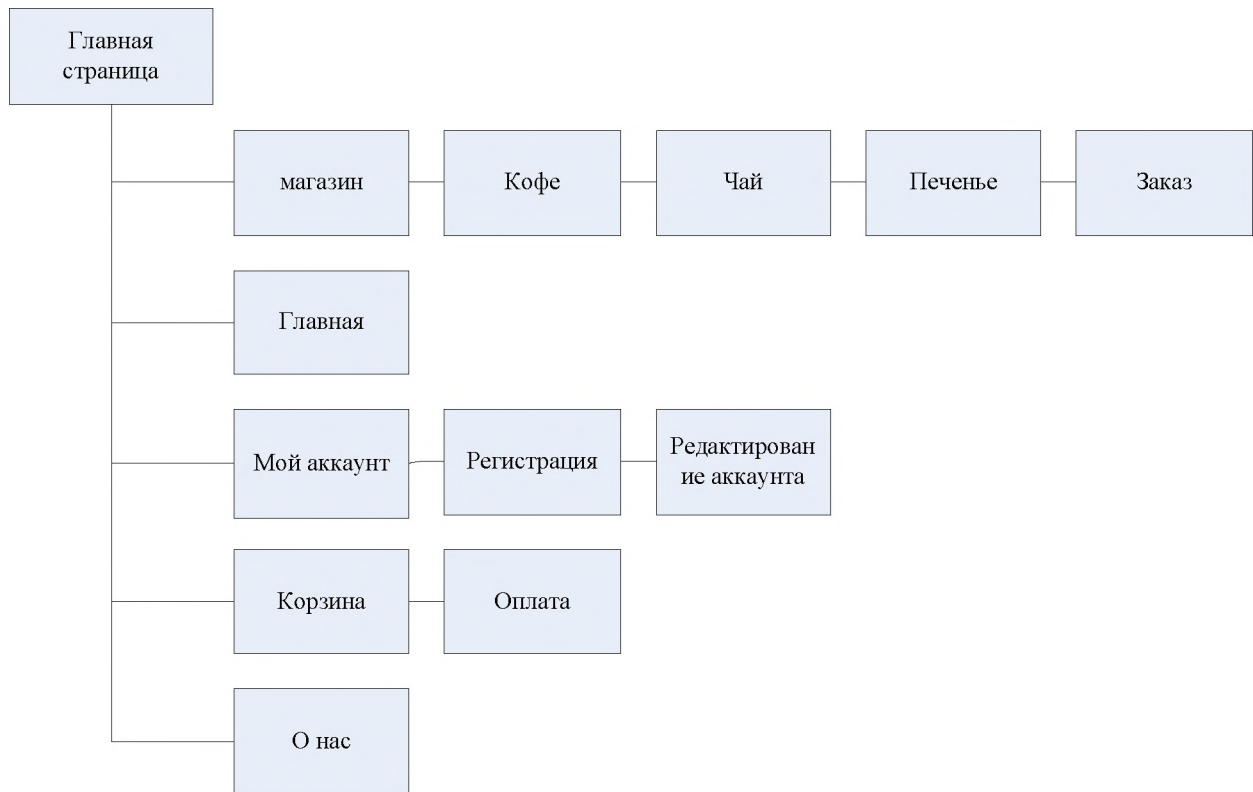 Главная
страница
магазин
Кофе
Чай
Печенье
Заказ
Главная
Мой аккаунт
Регистрация
Редактирован
ие аккаунта
Корзина
Оплата
О нас